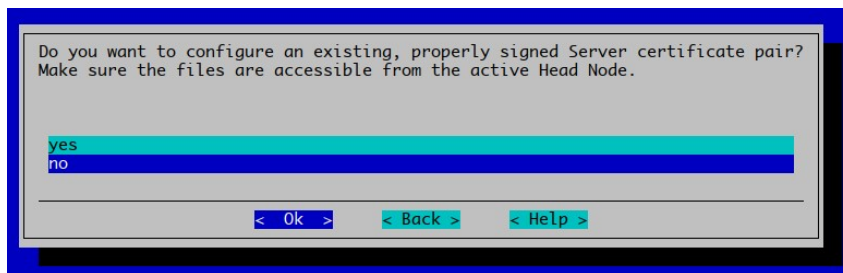 Do you want to configure an existing, properly signed Server certificate pair?
Make sure the files are accessible from the active Head Node.
yes
no
< Ok > < Back > < Help >